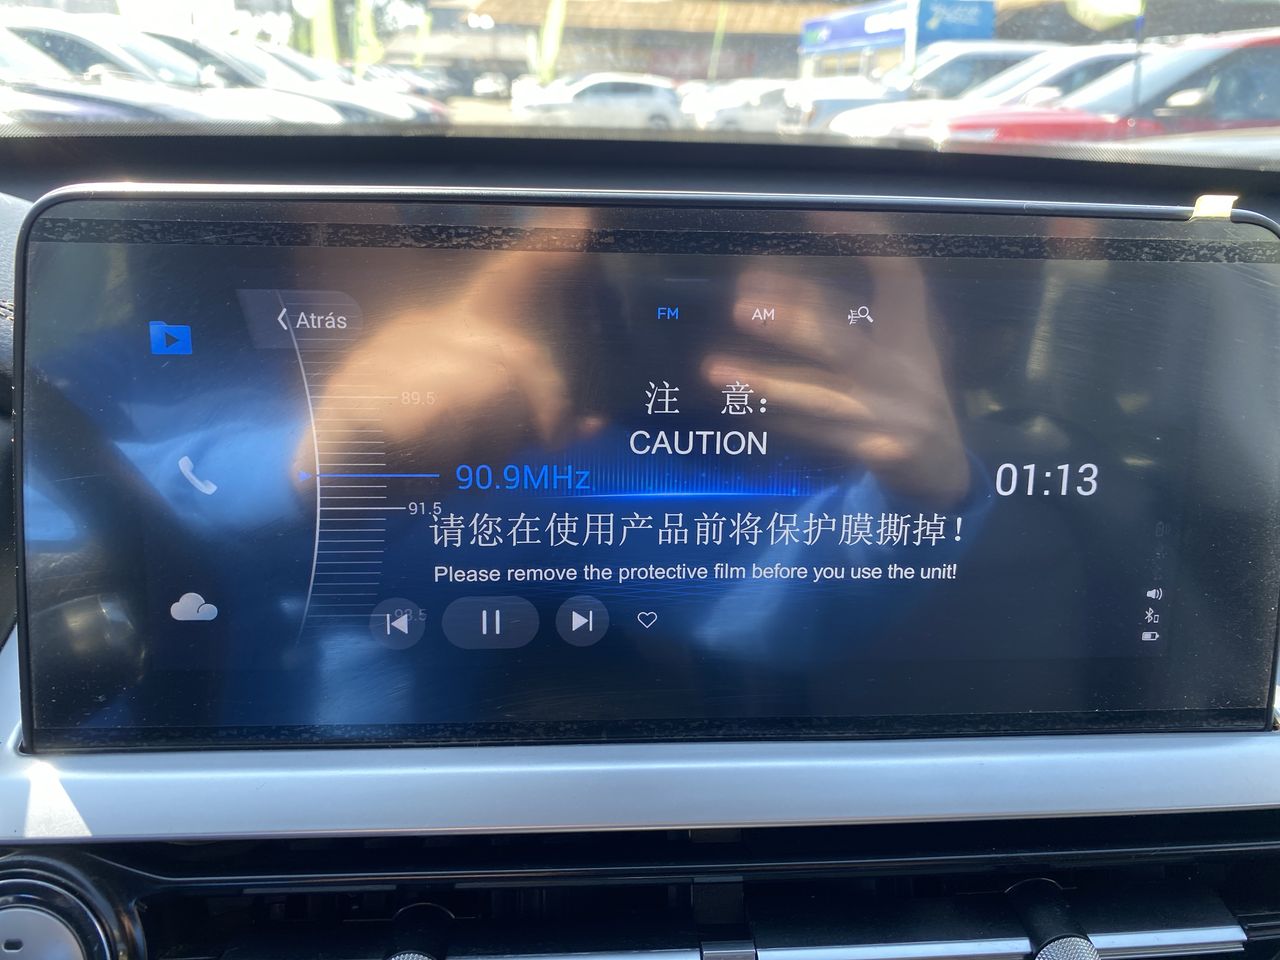 Atrás
FM
AM
89.5
注 意：
CAUTION
90.9MHz
01:13
91.5
请您在使用产品前将保护膜撕掉！
Please remove the protective film before you use the unit!
93.5